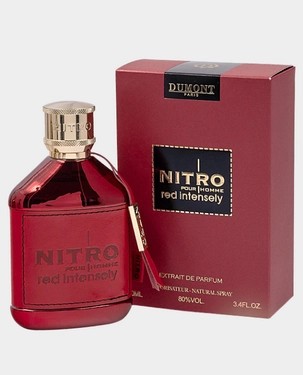 DUMONT
PARIS
NITRO
POUR HOMME
red intensely
EXTRAIT DE PARFUM
VAPORISATEUR - NATURAL SPRAY
80%VOL.
3.4FL.OZ.
NITRO
NITRO
POUR HOMME
red intensely